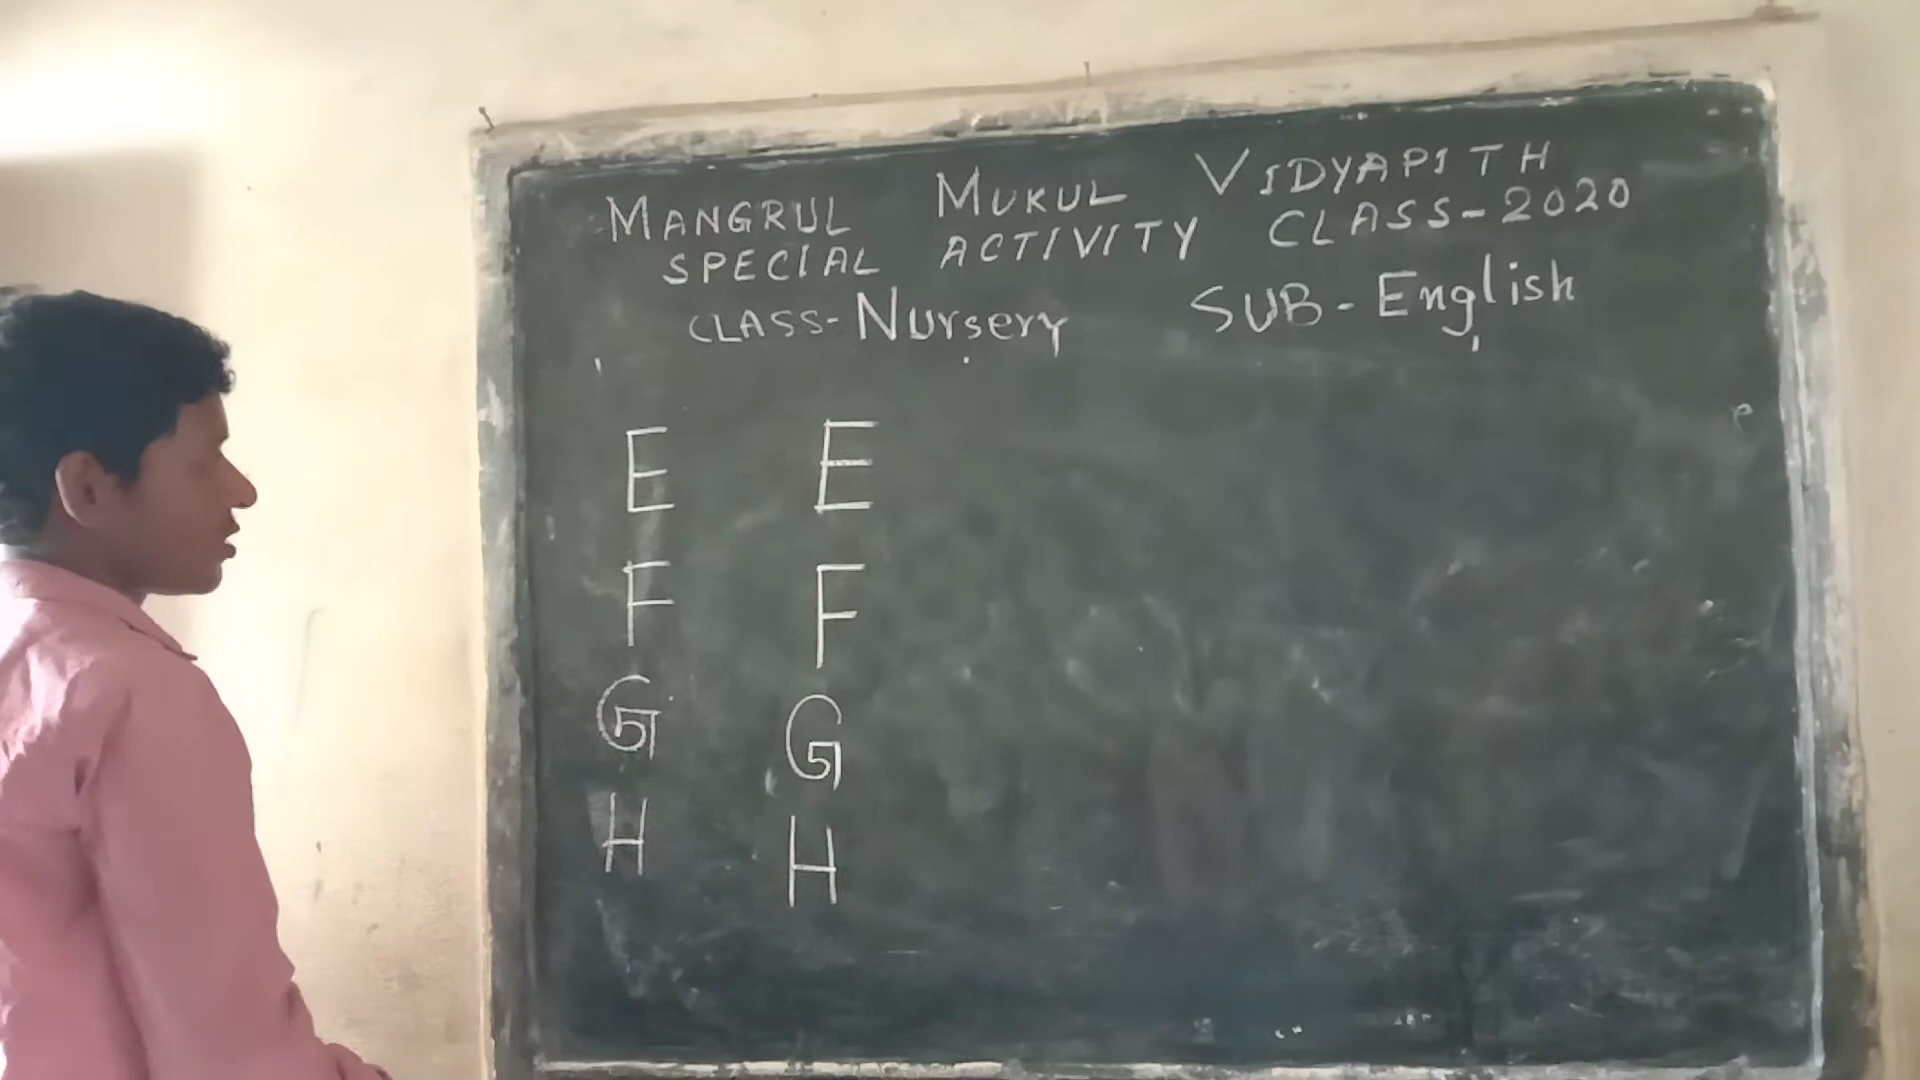 MANGRUL MUKUL VIDYAPITH
SPECIAL ACTIVITY CLASS-2020
CLASS-Nursery SUB-English
E E
F F
G G
H H